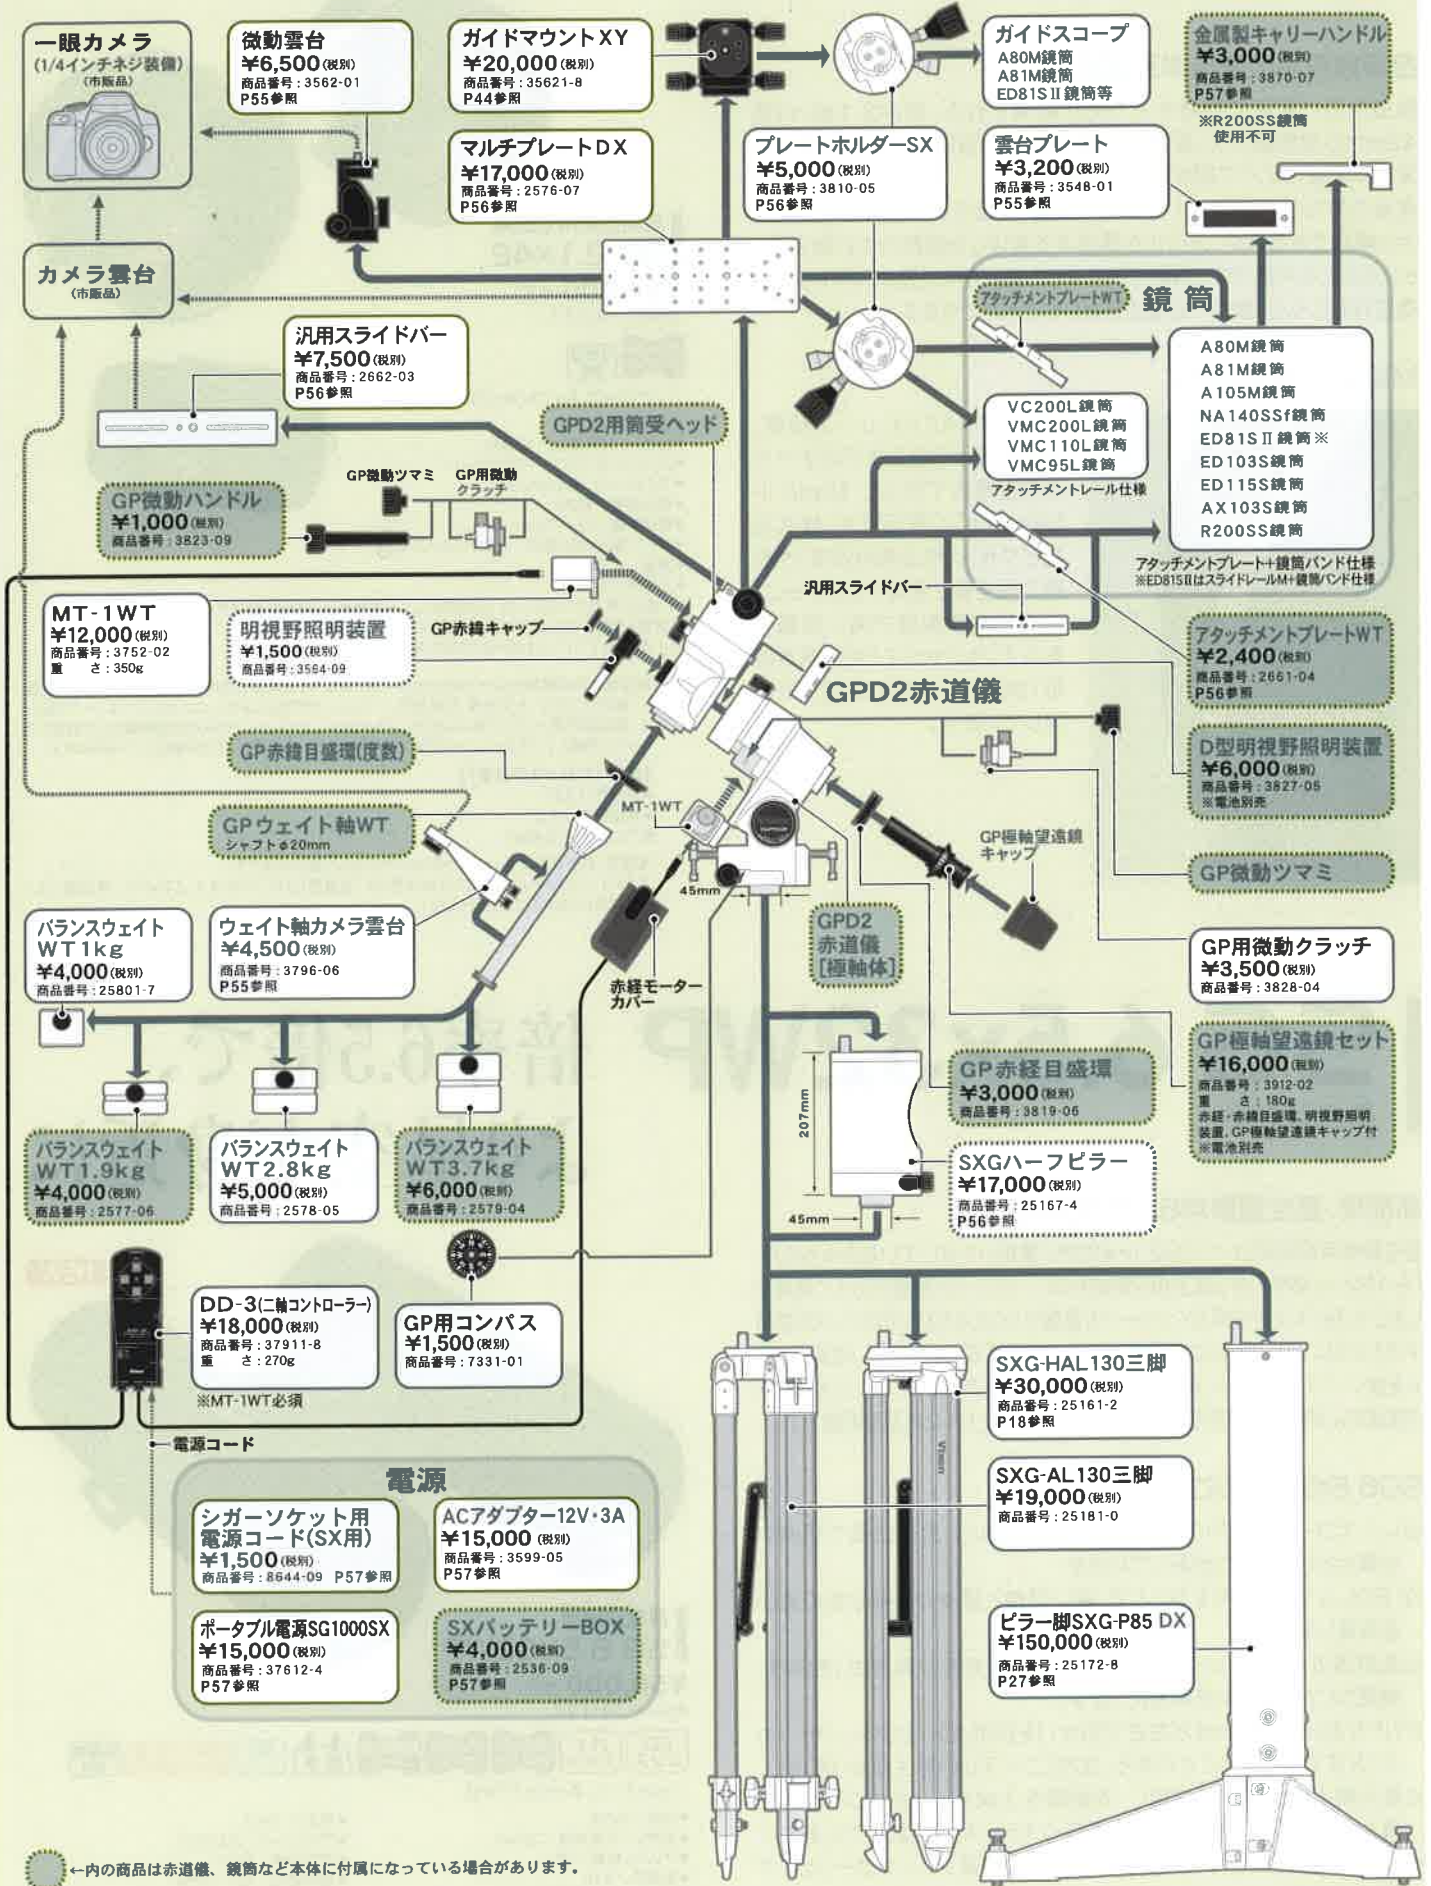 一眼カメラ
(1/4インチネジ装備)
(市販品)
微動雲台
¥6,500(税別)
商品番号：3562-01
P55参照
ガイドマウントXY
¥20,000(税別)
商品番号：35621-8
P44参照
ガイドスコープ
A80M鏡筒
A81M鏡筒
ED81SⅡ鏡筒等
金属製キャリーハンドル
¥3,000(税別)
商品番号：3870-07
P57参照
※R200SS鏡筒
使用不可
マルチプレートDX
¥17,000(税別)
商品番号：2576-07
P56参照
プレートホルダーSX
¥5,000(税別)
商品番号：3810-05
P56参照
雲台プレート
¥3,200(税別)
商品番号：3548-01
P55参照
カメラ雲台
(市販品)
アタッチメントプレートWT
鏡筒
汎用スライドバー
¥7,500(税別)
商品番号：2662-03
P56参照
A80M鏡筒
A81M鏡筒
A105M鏡筒
NA140SSf鏡筒
ED81SⅡ鏡筒※
ED103S鏡筒
ED115S鏡筒
AX103S鏡筒
R200SS鏡筒
アタッチメントプレート+鏡筒バンド仕様
※ED81SⅡはスライドレールM+鏡筒バンド仕様
VC200L鏡筒
VMC200L鏡筒
VMC110L鏡筒
VMC95L鏡筒
アタッチメントレール仕様
GPD2用筒受ヘッド
GP微動ツマミ
GP用微動
クラッチ
GP微動ハンドル
¥1,000(税別)
商品番号：3823-09
汎用スライドバー
MT-1WT
¥12,000(税別)
商品番号：3752-02
重　さ：350g
明視野照明装置
¥1,500(税別)
商品番号：3564-09
GP赤緯キャップ
アタッチメントプレートWT
¥2,400(税別)
商品番号：2661-04
P56参照
GPD2赤道儀
D型明視野照明装置
¥6,000(税別)
商品番号：3827-05
※電池別売
GP赤緯目盛環(度数)
MT-1WT
GPウェイト軸WT
シャフトφ20mm
GP極軸望遠鏡
キャップ
GP微動ツマミ
45mm
バランスウェイト
WT1kg
¥4,000(税別)
商品番号：25801-7
ウェイト軸カメラ雲台
¥4,500(税別)
商品番号：3796-06
P55参照
GPD2
赤道儀
[極軸体]
GP用微動クラッチ
¥3,500(税別)
商品番号：3828-04
赤経モーター
カバー
GP極軸望遠鏡セット
¥16,000(税別)
商品番号：3912-02
重　さ：180g
赤経・赤緯目盛環、明視野照明
装置、GP極軸望遠鏡キャップ付
※電池別売
207mm
GP赤経目盛環
¥3,000(税別)
商品番号：3819-06
バランスウェイト
WT1.9kg
¥4,000(税別)
商品番号：2577-06
バランスウェイト
WT2.8kg
¥5,000(税別)
商品番号：2578-05
バランスウェイト
WT3.7kg
¥6,000(税別)
商品番号：2579-04
SXGハーフピラー
¥17,000(税別)
商品番号：25167-4
P56参照
45mm
DD-3(二軸コントローラー)
¥18,000(税別)
商品番号：37911-8
重　さ：270g
※MT-1WT必須
GP用コンパス
¥1,500(税別)
商品番号：7331-01
SXG-HAL130三脚
¥30,000(税別)
商品番号：25161-2
P18参照
Vixen
電源コード
電源
シガーソケット用
電源コード(SX用)
¥1,500(税別)
商品番号：8644-09 P57参照
ACアダプター12V・3A
¥15,000(税別)
商品番号：3599-05
P57参照
SXG-AL130三脚
¥19,000(税別)
商品番号：25181-0
ポータブル電源SG1000SX
¥15,000(税別)
商品番号：37612-4
P57参照
SXバッテリーBOX
¥4,000(税別)
商品番号：2536-09
P57参照
ピラー脚SXG-P85 DX
¥150,000(税別)
商品番号：25172-8
P27参照
←内の商品は赤道儀、鏡筒など本体に付属になっている場合があります。